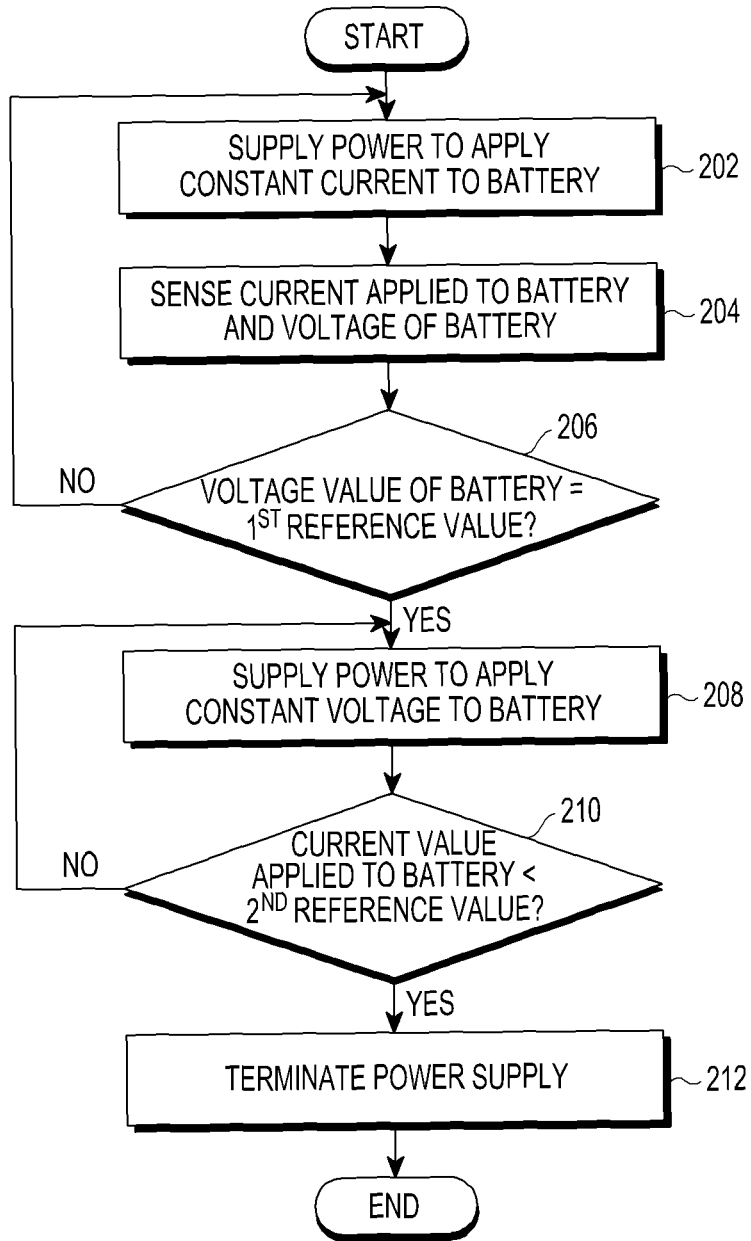 START
SUPPLY POWER TO APPLY
CONSTANT CURRENT TO BATTERY
202
SENSE CURRENT APPLIED TO BATTERY
AND VOLTAGE OF BATTERY
204
206
NO
VOLTAGE VALUE OF BATTERY =
1ST REFERENCE VALUE?
YES
SUPPLY POWER TO APPLY
CONSTANT VOLTAGE TO BATTERY
208
210
NO
CURRENT VALUE
APPLIED TO BATTERY <
2ND REFERENCE VALUE?
YES
TERMINATE POWER SUPPLY
212
END